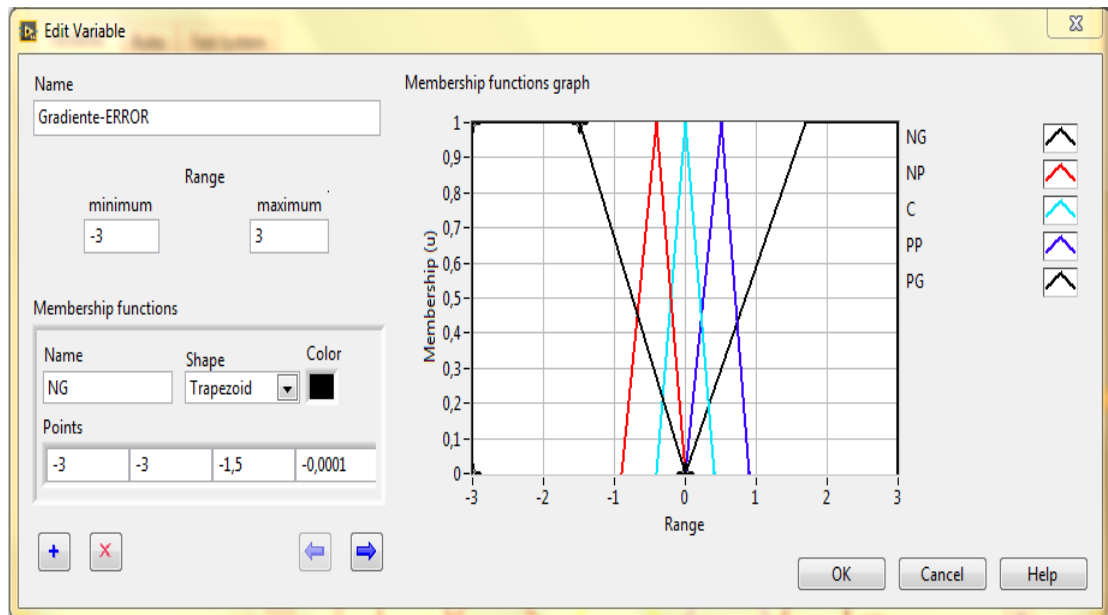 Edit Variable
Name
Gradiente-ERROR
Range
minimum
maximum
-3
3
Membership functions
Name
Shape
Color
NG
Trapezoid
Points
-3
-3
-1,5
-0,0001
Membership functions graph
Membership (u)
1
0,9
0,8
0,7
0,6
0,5
0,4
0,3
0,2
0,1
0
-3
-2
-1
0
1
2
3
Range
NG
NP
C
PP
PG
OK
Cancel
Help